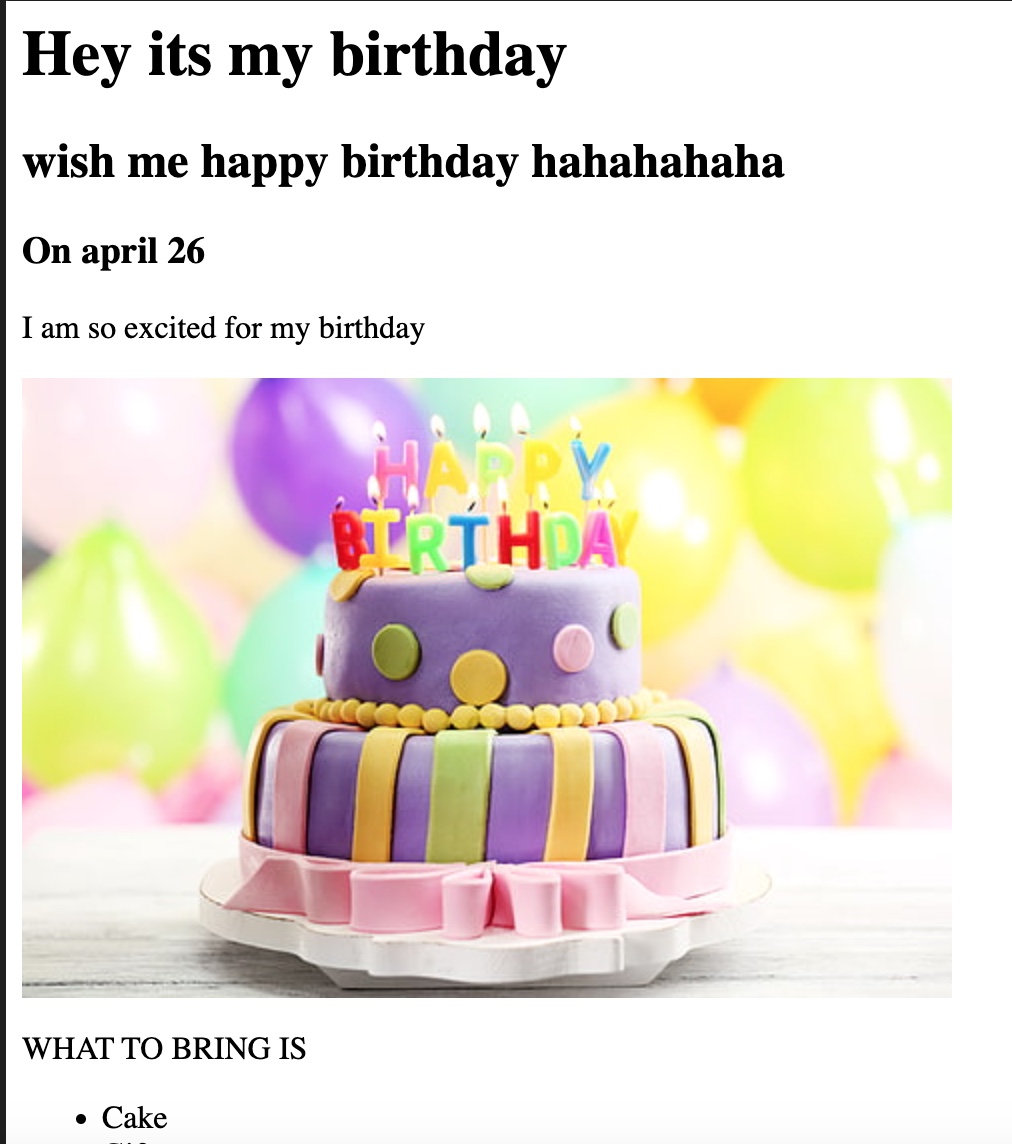 Hey its my birthday
wish me happy birthday hahahahaha
On april 26
I am so excited for my birthday
HAPPY
BIRTHDAY
WHAT TO BRING IS
• Cake